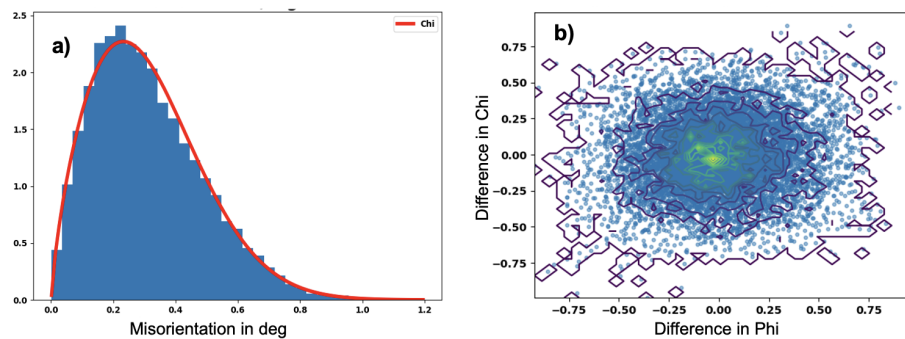 a)
Chi
2.5
2.0
1.5
1.0
0.5
0.0
0.0 0.2 0.4 0.6 0.8 1.0 1.2
Misorientation in deg
b)
Difference in Chi
0.75
0.50
0.25
0.00
−0.25
−0.50
−0.75
−0.75 −0.50 −0.25 0.00 0.25 0.50 0.75
Difference in Phi